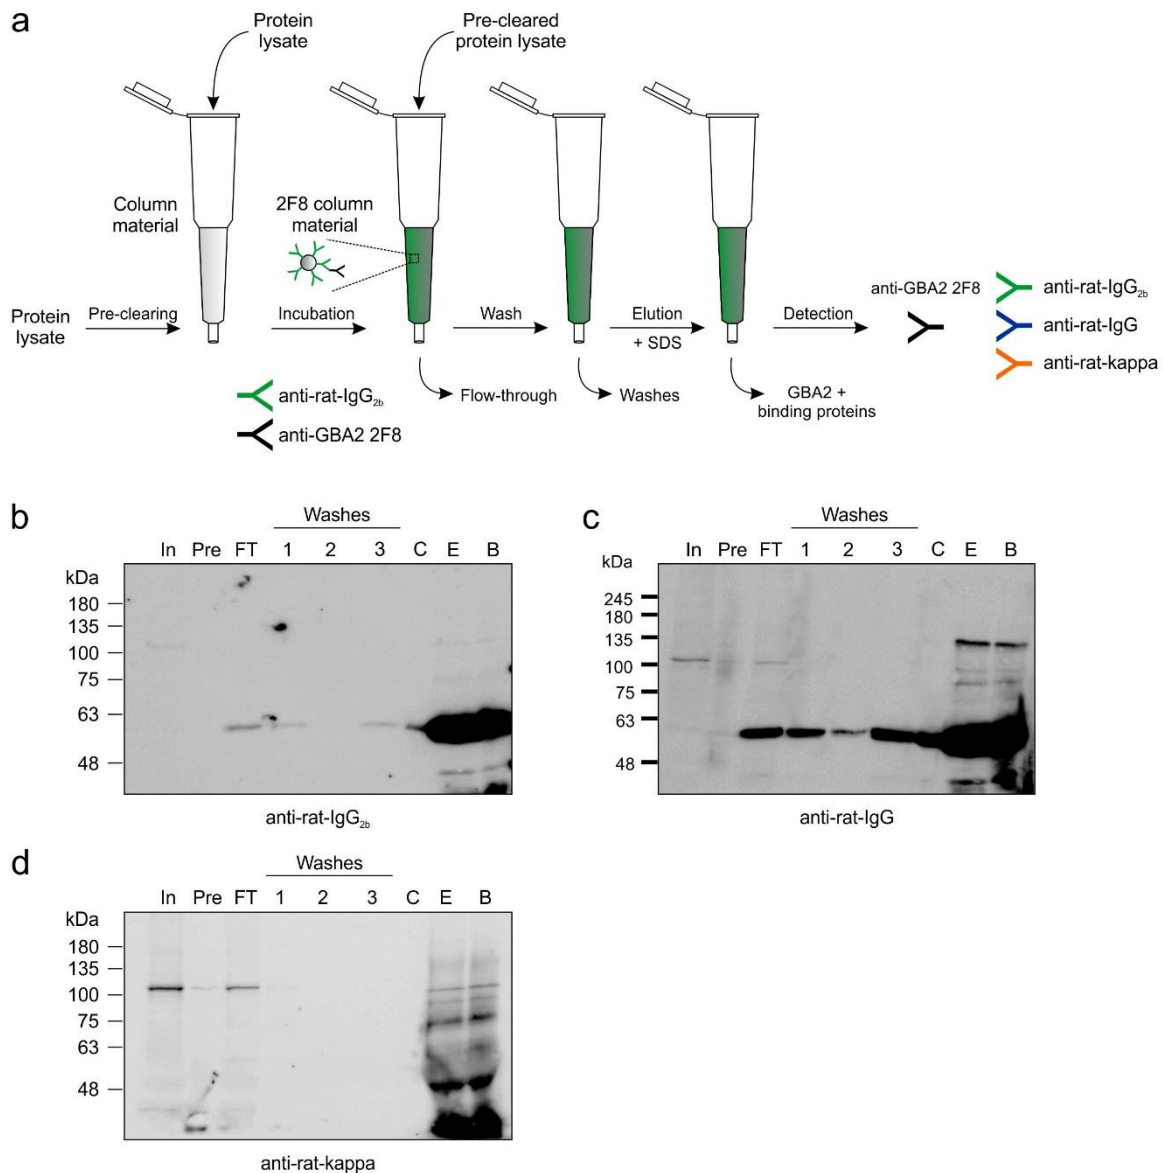 a
Protein
lysate
Pre-cleared
protein lysate
Column
material
2F8 column
material
Protein
lysate
Pre-clearing
Incubation
Wash
Elution
+ SDS
Detection
anti-GBA2 2F8
anti-rat-IgG2b
anti-rat-IgG
anti-rat-kappa
Flow-through
Washes
GBA2 +
binding proteins
anti-rat-IgG2b
anti-GBA2 2F8
b
Washes
In Pre FT 1 2 3 C E B
kDa
180
135
100
75
63
48
anti-rat-IgG2b
c
Washes
In Pre FT 1 2 3 C E B
kDa
245
180
135
100
75
63
48
anti-rat-IgG
d
Washes
In Pre FT 1 2 3 C E B
kDa
180
135
100
75
63
48
anti-rat-kappa